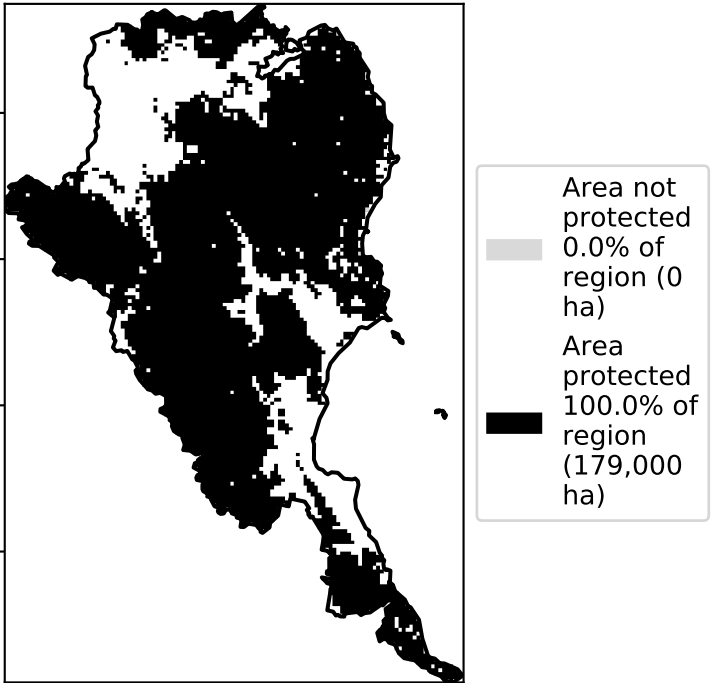 Area not
protected
0.0% of
region (0
ha)
Area
protected
100.0% of
region
(179,000
ha)